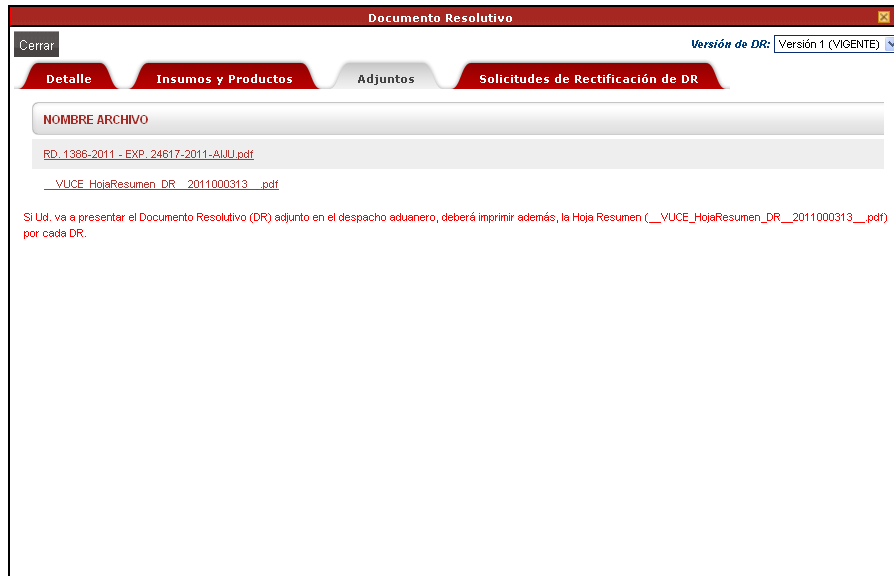 Documento Resolutivo
Cerrar
Versión de DR: Versión 1 (VIGENTE)
Detalle Insumos y Productos Adjuntos Solicitudes de Rectificación de DR
NOMBRE ARCHIVO
RD. 1386-2011 - EXP. 24617-2011-AIJU.pdf
__VUCE_HojaResumen_DR__2011000313__.pdf
Si Ud. va a presentar el Documento Resolutivo (DR) adjunto en el despacho aduanero, deberá imprimir además, la Hoja Resumen (__VUCE_HojaResumen_DR__2011000313__.pdf)
por cada DR.